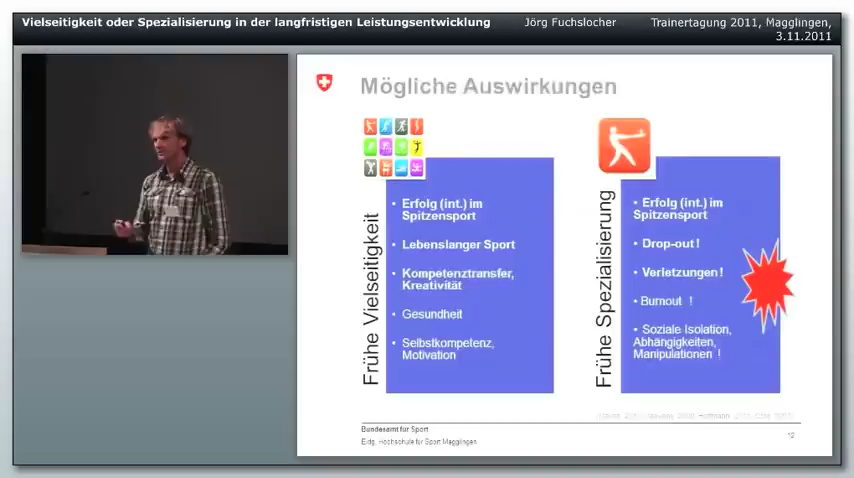 Vielseitigkeit oder Spezialisierung in der langfristigen Leistungsentwicklung
Jörg Fuchslocher
Trainertagung 2011, Magglingen,
3.11.2011
Mögliche Auswirkungen
Frühe Vielseitigkeit
• Erfolg (int.) im
Spitzensport
• Lebenslanger Sport
• Kompetenztransfer,
Kreativität
• Gesundheit
• Selbstkompetenz,
Motivation
Frühe Spezialisierung
• Erfolg (int.) im
Spitzensport
• Drop-out !
• Verletzungen !
• Burnout !
• Soziale Isolation,
Abhängigkeiten,
Manipulationen !
Bundesamt für Sport
Eidg. Hochschule für Sport Magglingen
12